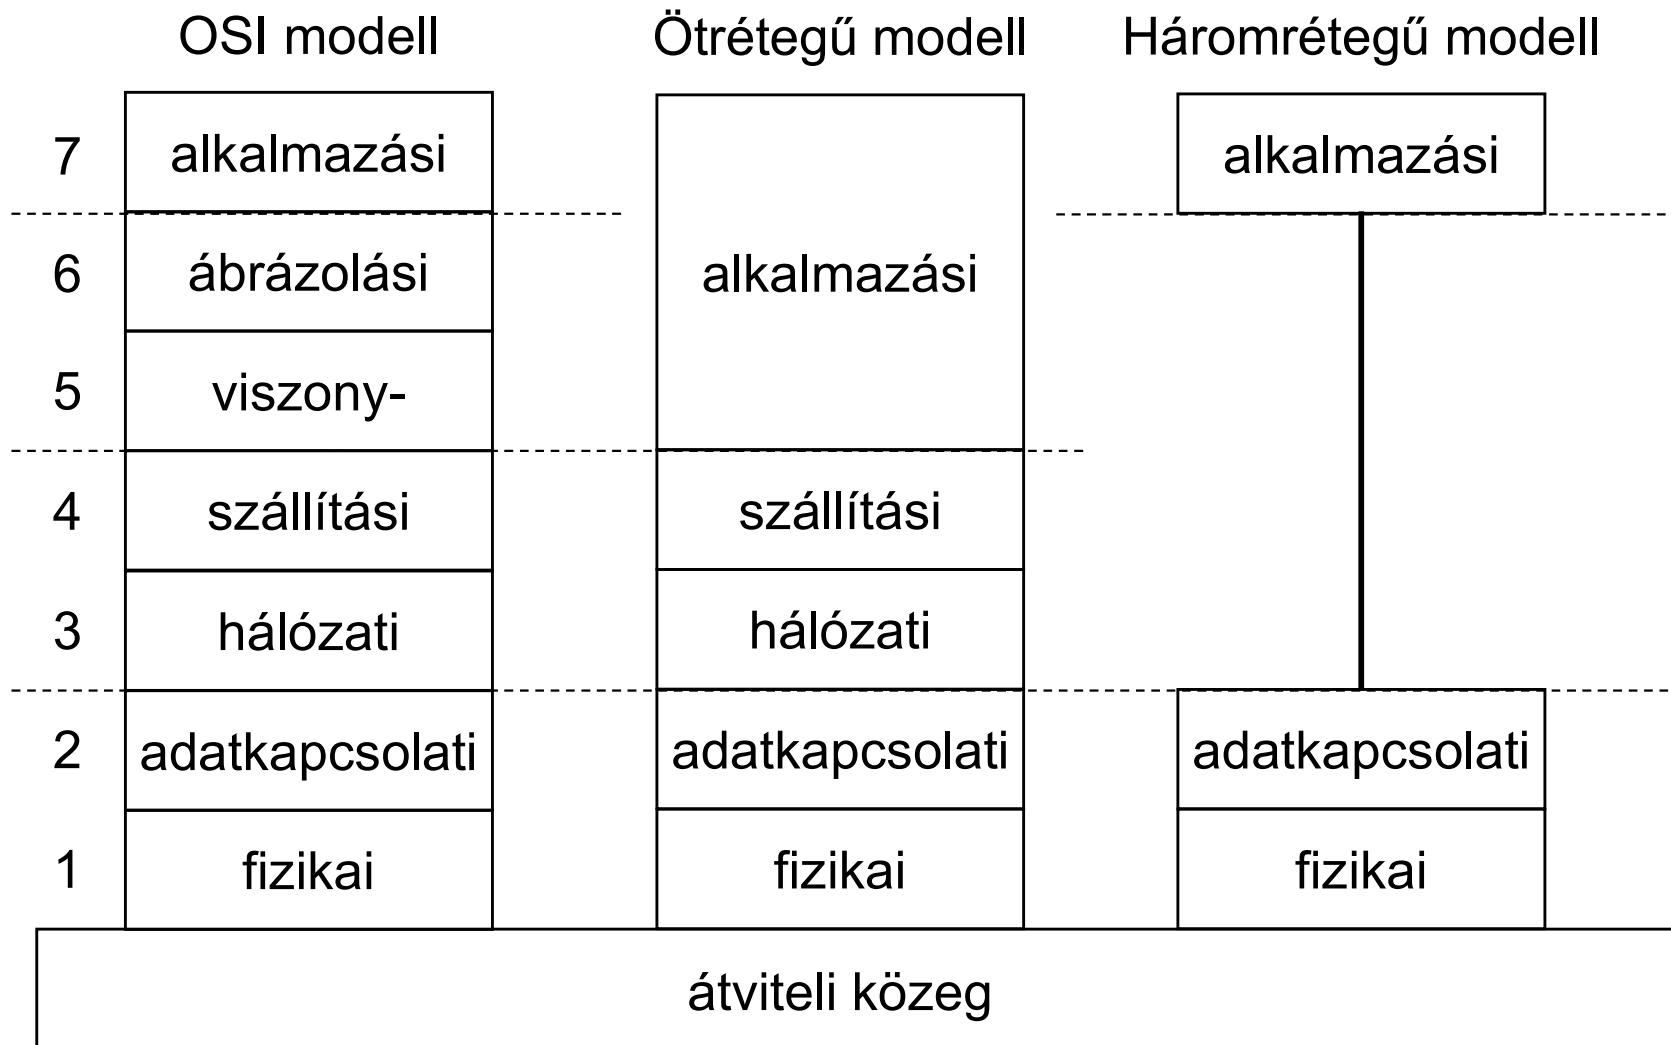 OSI modell Ötrétegű modell Háromrétegű modell
7 alkalmazási alkalmazási
6 ábrázolási alkalmazási
5 viszony-
4 szállítási szállítási
3 hálózati hálózati
2 adatkapcsolati adatkapcsolati adatkapcsolati
1 fizikai fizikai fizikai
átviteli közeg